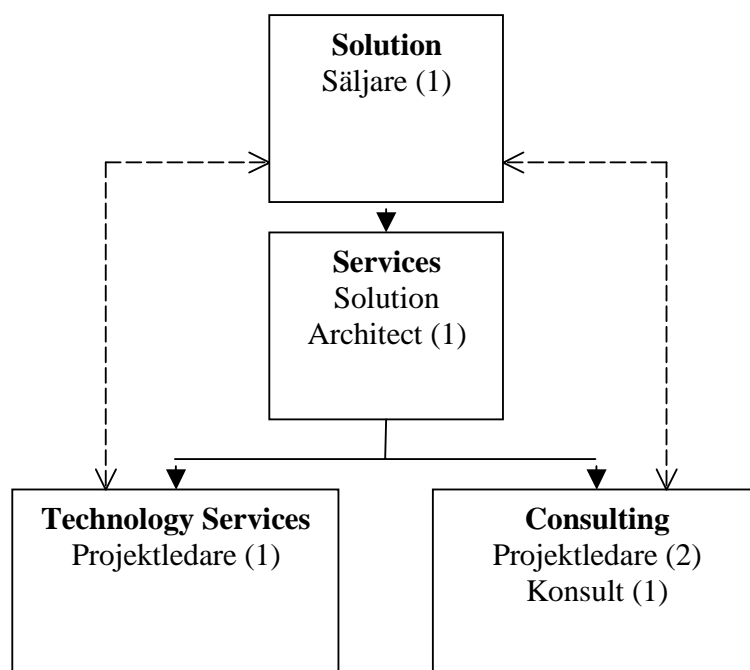 Solution
Säljare (1)
Services
Solution
Architect (1)
Technology Services
Projektledare (1)
Consulting
Projektledare (2)
Konsult (1)